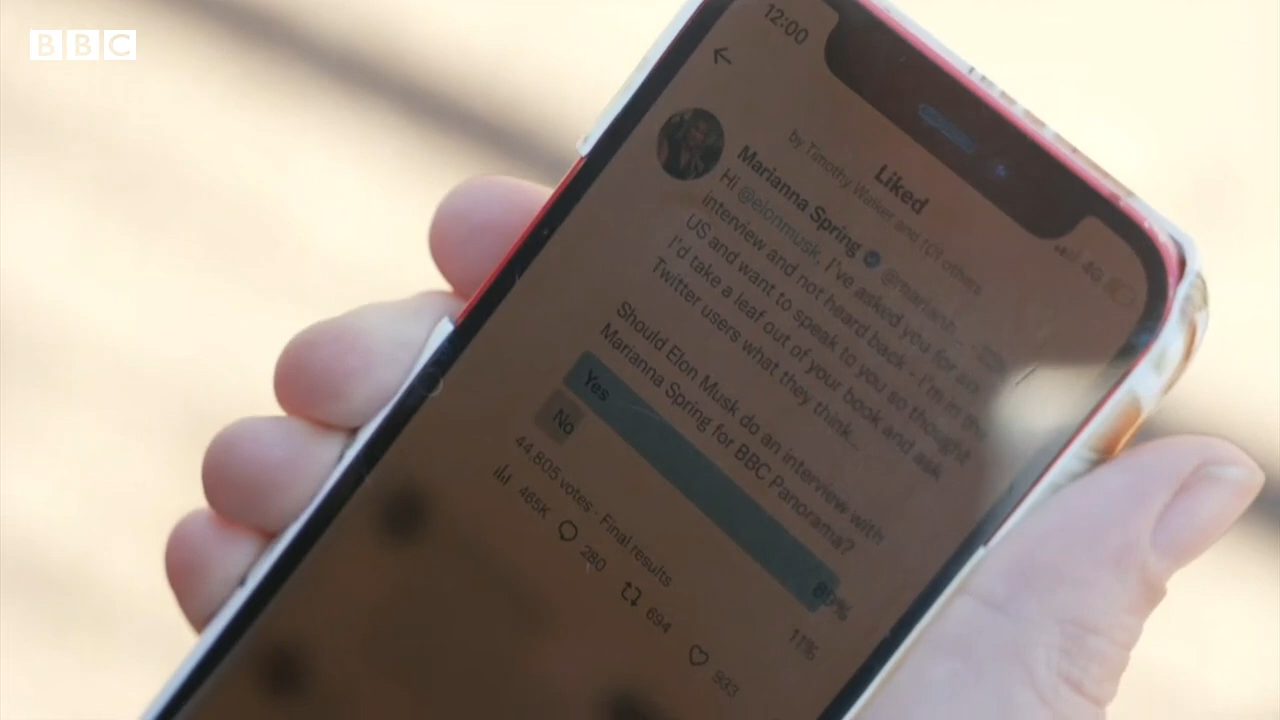 BBC
12:00
4G
Liked
by Timothy Walker and 101 others
Marianna Spring @mariann...
Hi @elonmusk, I've asked you for an
interview and not heard back - I'm in the
US and want to speak to you so thought
I'd take a leaf out of your book and ask
Twitter users what they think...
Should Elon Musk do an interview with
Marianna Spring for BBC Panorama?
Yes 89%
No 11%
44,805 votes · Final results
465K 280 694 933